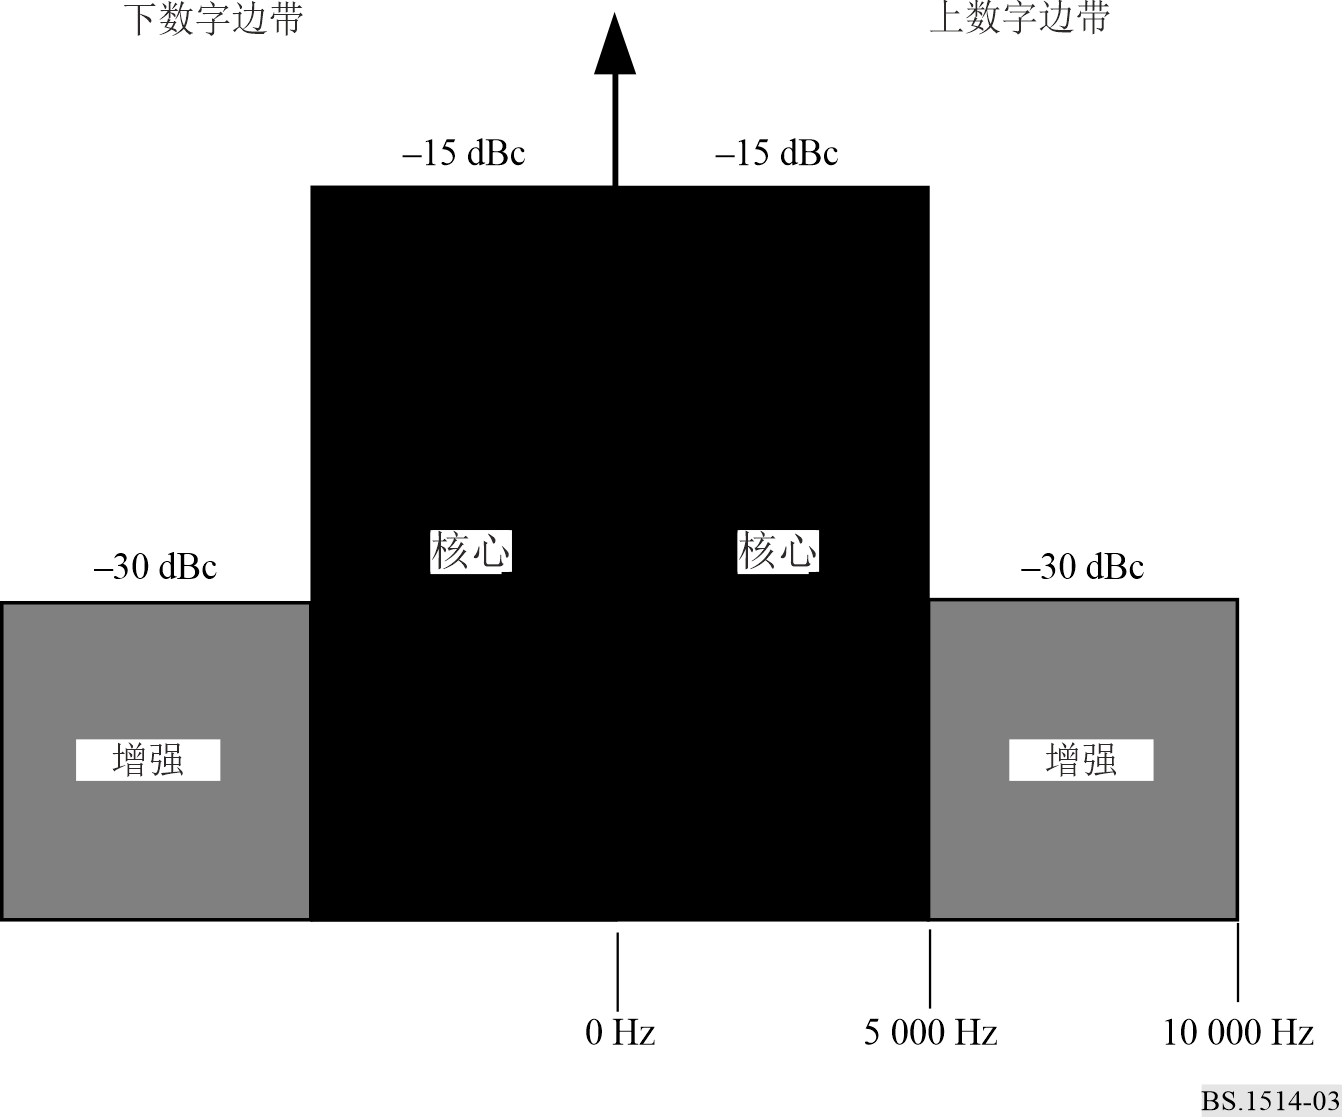 下数字边带
上数字边带
–15 dBc
–15 dBc
核心
核心
–30 dBc
–30 dBc
增强
增强
0 Hz
5 000 Hz
10 000 Hz
BS.1514-03